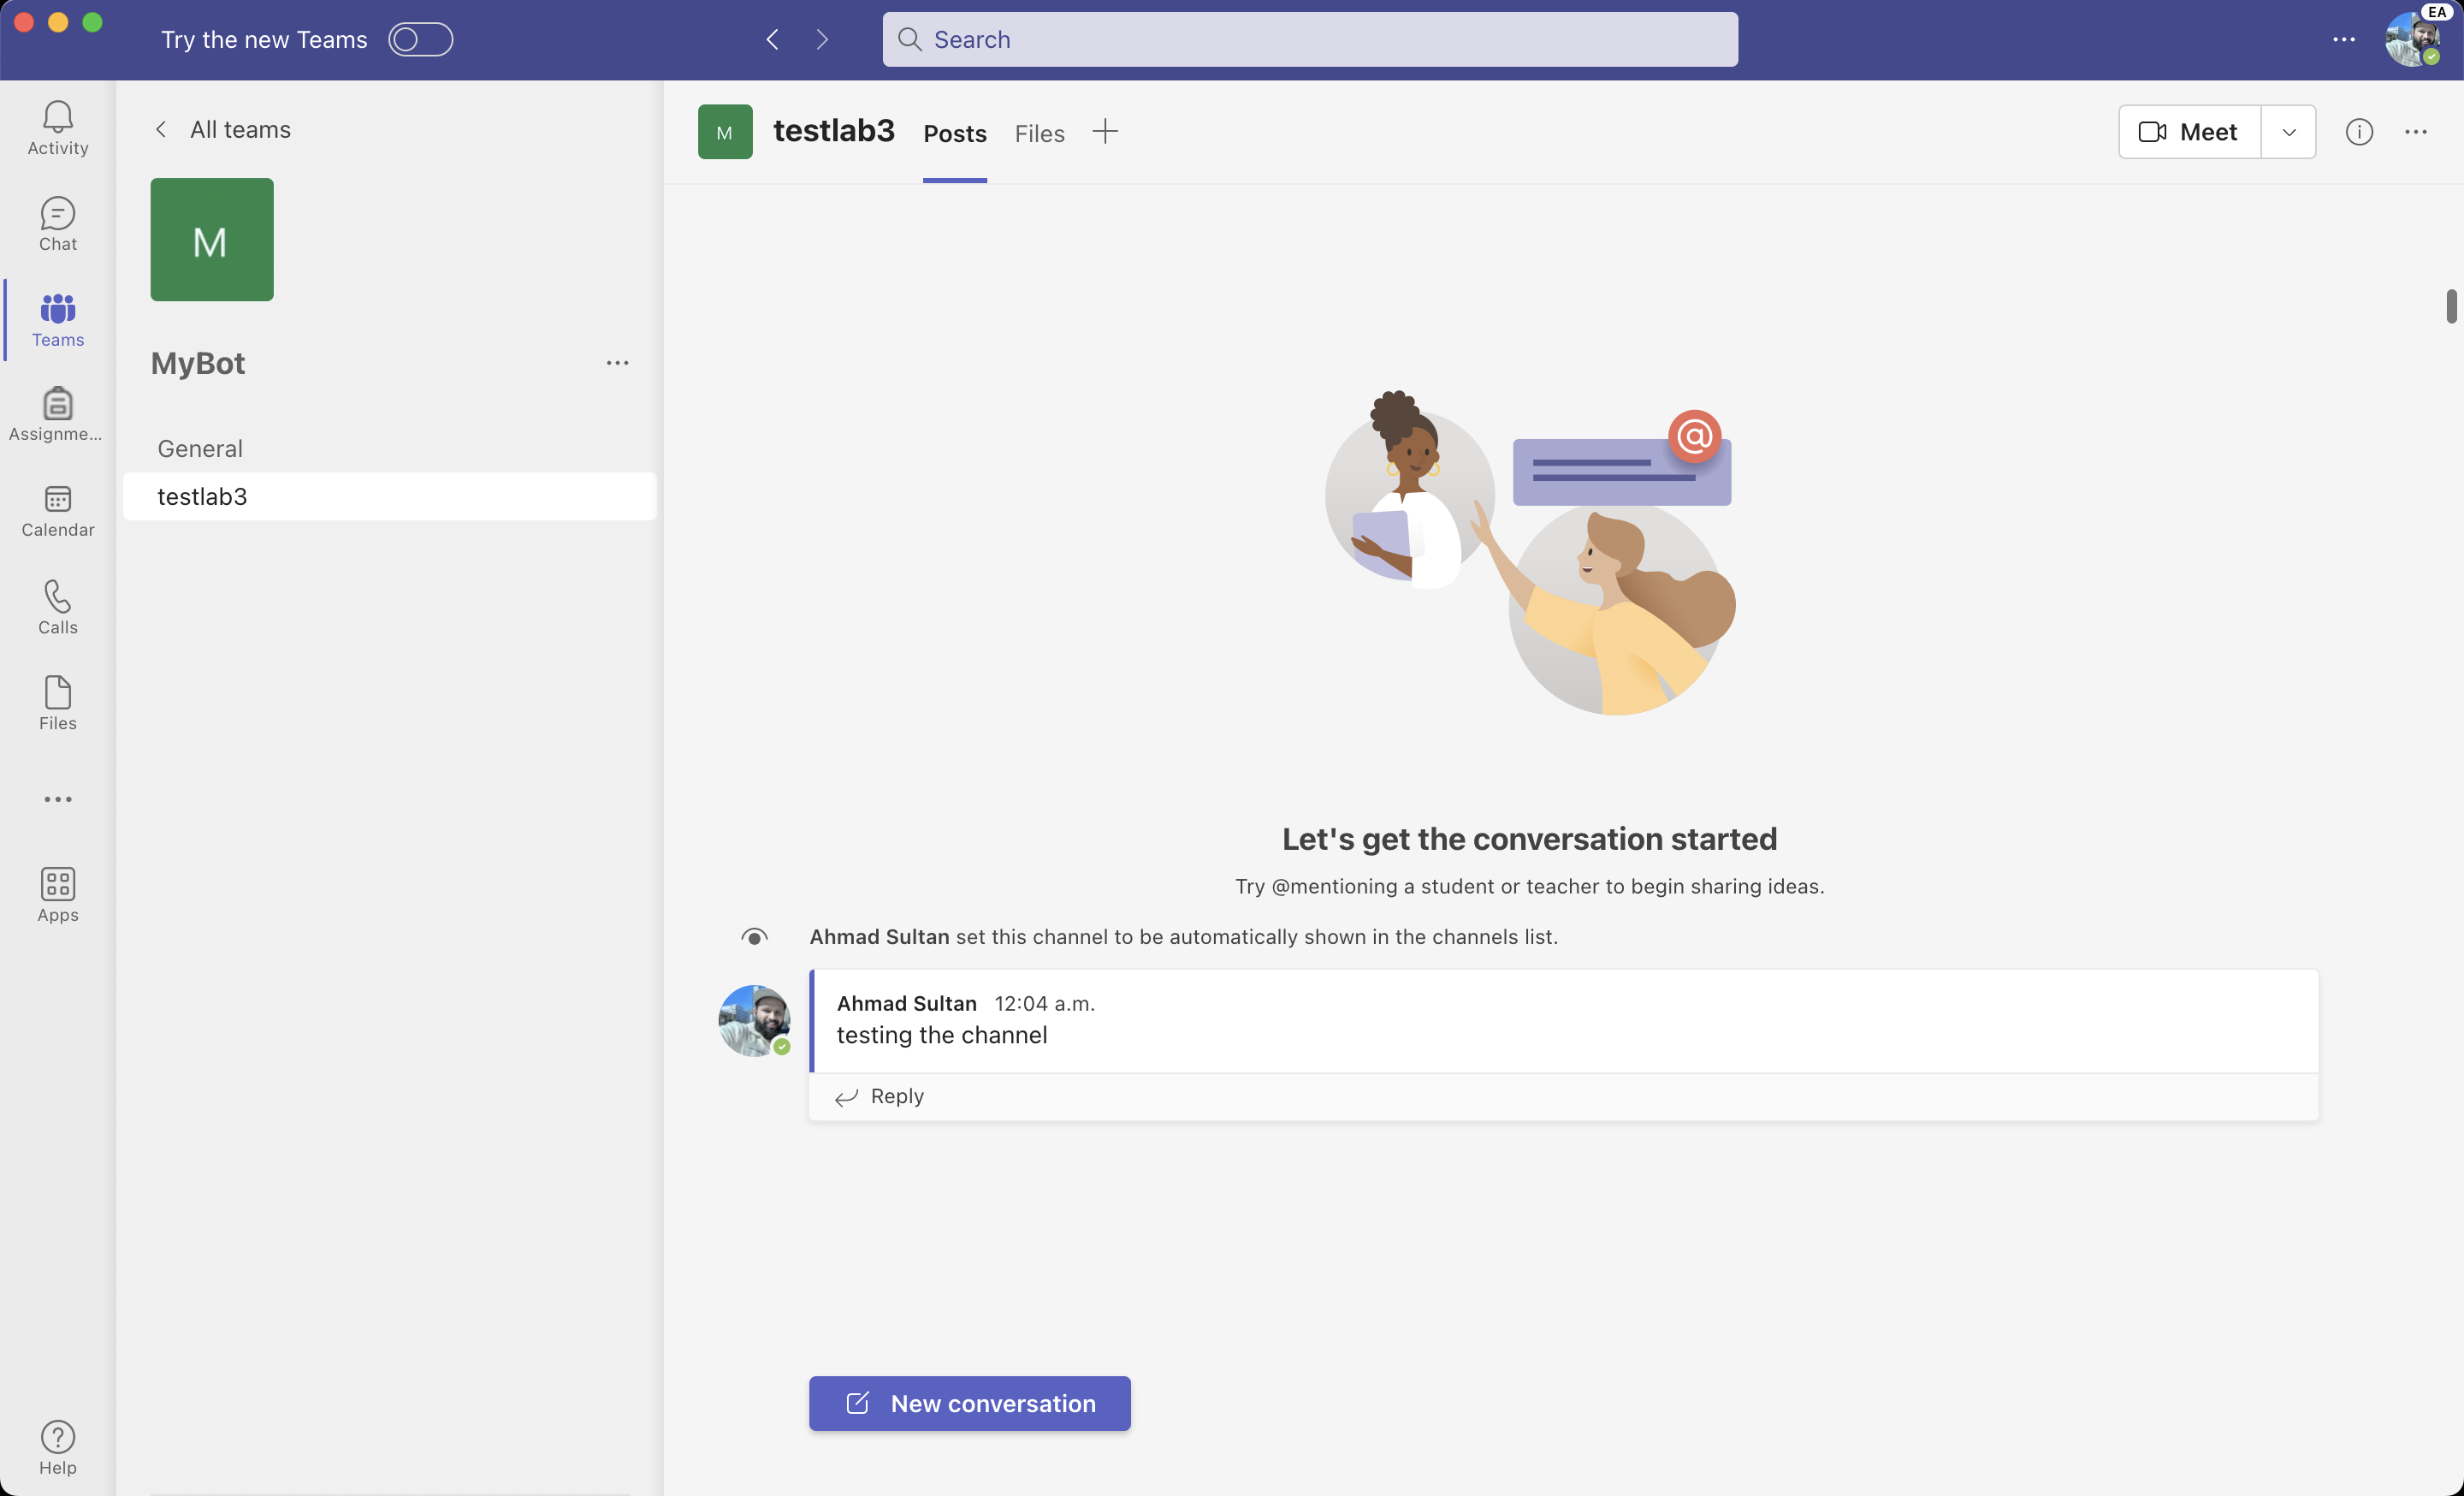 Try the new Teams
Search
EA
Activity
Chat
Teams
Assignme...
Calendar
Calls
Files
Apps
Help
All teams
M
MyBot
General
testlab3
M
testlab3
Posts
Files
Meet
@
Let's get the conversation started
Try @mentioning a student or teacher to begin sharing ideas.
Ahmad Sultan set this channel to be automatically shown in the channels list.
Ahmad Sultan 12:04 a.m.
testing the channel
Reply
New conversation